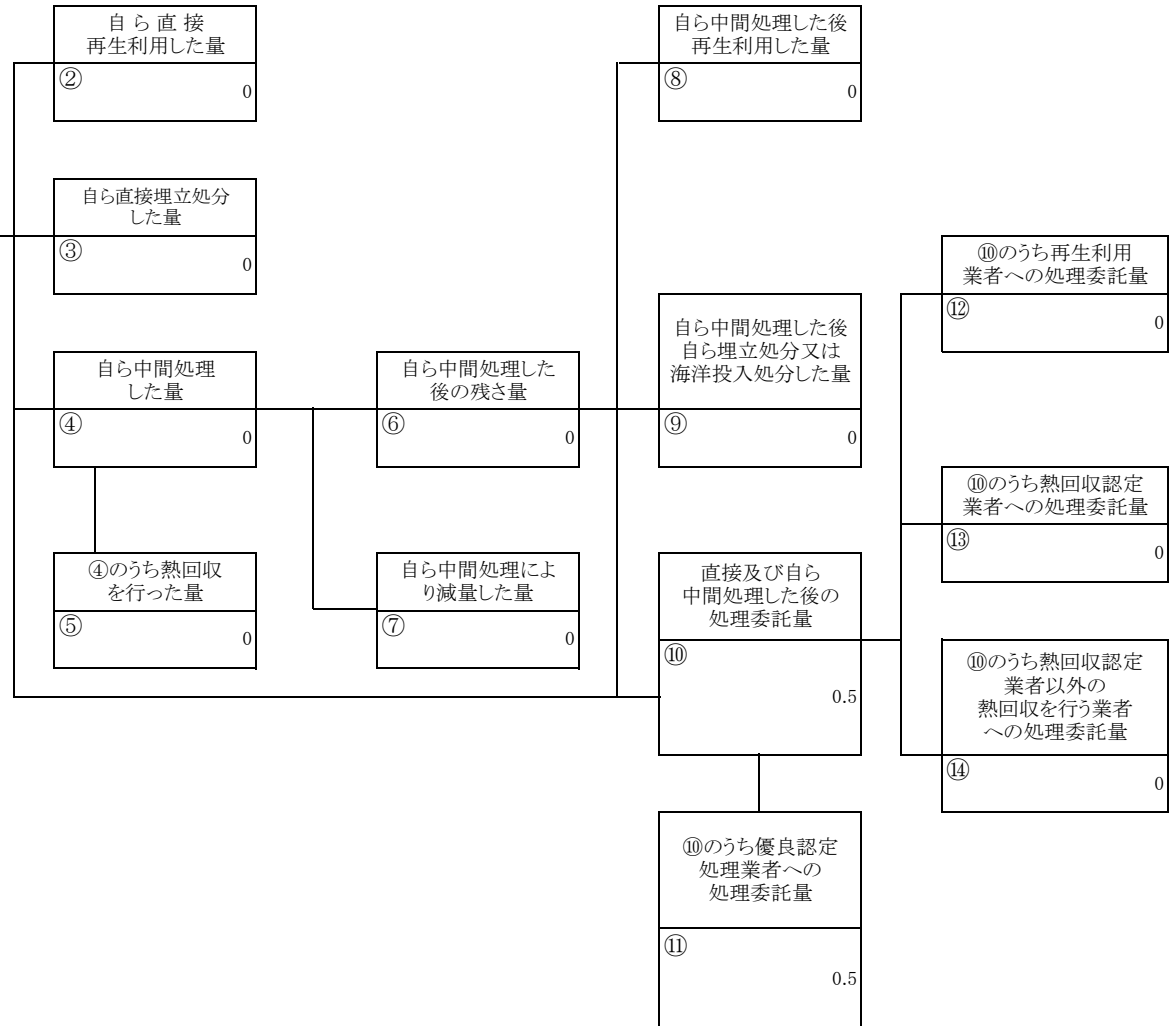 自ら直接
再生利用した量
②
0
自ら直接埋立処分
した量
③
0
自ら中間処理
した量
④
0
④のうち熱回収
を行った量
⑤
0
自ら中間処理した
後の残さ量
⑥
0
自ら中間処理によ
り減量した量
⑦
0
自ら中間処理した後
再生利用した量
⑧
0
自ら中間処理した後
自ら埋立処分又は
海洋投入処分した量
⑨
0
直接及び自ら
中間処理した後の
処理委託量
⑩
0.5
⑩のうち優良認定
処理業者への
処理委託量
⑪
0.5
⑩のうち再生利用
業者への処理委託量
⑫
0
⑩のうち熱回収認定
業者への処理委託量
⑬
0
⑩のうち熱回収認定
業者以外の
熱回収を行う業者
への処理委託量
⑭
0